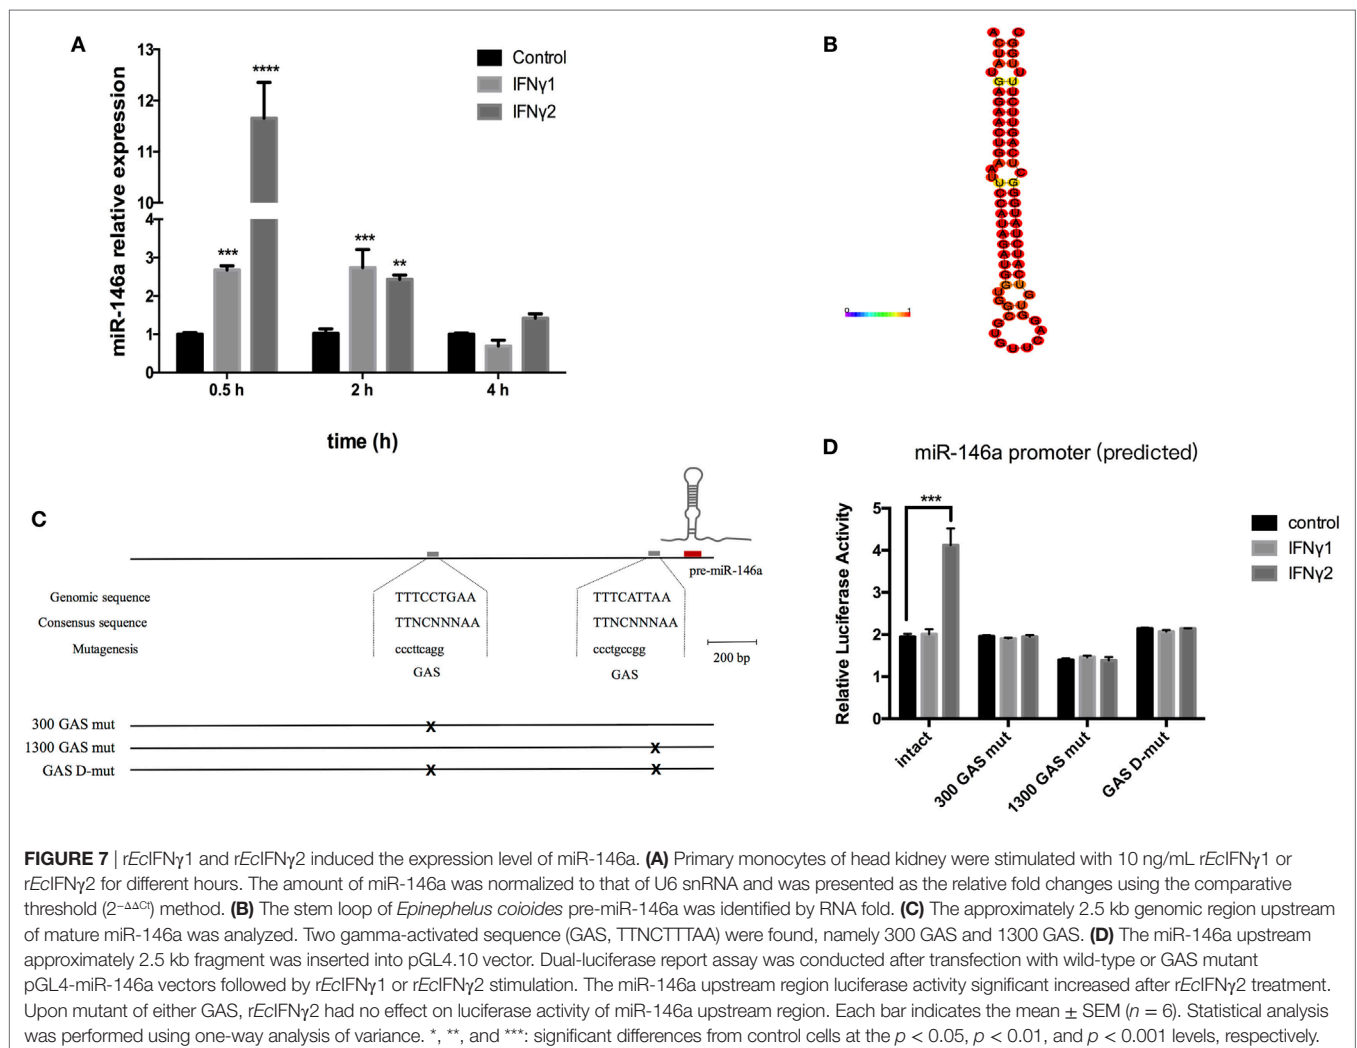 A
13
12
11
10
4
3
2
1
0
miR-146a relative expression
***
****
***
**
0.5 h
2 h
4 h
time (h)
Control
IFNγ1
IFNγ2
B
0
1
C
pre-miR-146a
Genomic sequence
TTTCCTGAA
TTTCATTAA
Consensus sequence
TTNCNNNAA
TTNCNNNAA
Mutagenesis
cccttcagg
ccctgccgg
GAS
GAS
200 bp
300 GAS mut
X
1300 GAS mut
X
GAS D-mut
X
X
D
miR-146a promoter (predicted)
Relative Luciferase Activity
5
4
3
2
1
0
***
intact
300 GAS mut
1300 GAS mut
GAS D-mut
control
IFNγ1
IFNγ2
FIGURE 7 | rEcIFNγ1 and rEcIFNγ2 induced the expression level of miR-146a. (A) Primary monocytes of head kidney were stimulated with 10 ng/mL rEcIFNγ1 or
rEcIFNγ2 for different hours. The amount of miR-146a was normalized to that of U6 snRNA and was presented as the relative fold changes using the comparative
threshold (2−ΔΔCt) method. (B) The stem loop of Epinephelus coioides pre-miR-146a was identified by RNA fold. (C) The approximately 2.5 kb genomic region upstream
of mature miR-146a was analyzed. Two gamma-activated sequence (GAS, TTNCTTTAA) were found, namely 300 GAS and 1300 GAS. (D) The miR-146a upstream
approximately 2.5 kb fragment was inserted into pGL4.10 vector. Dual-luciferase report assay was conducted after transfection with wild-type or GAS mutant
pGL4-miR-146a vectors followed by rEcIFNγ1 or rEcIFNγ2 stimulation. The miR-146a upstream region luciferase activity significant increased after rEcIFNγ2 treatment.
Upon mutant of either GAS, rEcIFNγ2 had no effect on luciferase activity of miR-146a upstream region. Each bar indicates the mean ± SEM (n = 6). Statistical analysis
was performed using one-way analysis of variance. *, **, and ***: significant differences from control cells at the p < 0.05, p < 0.01, and p < 0.001 levels, respectively.